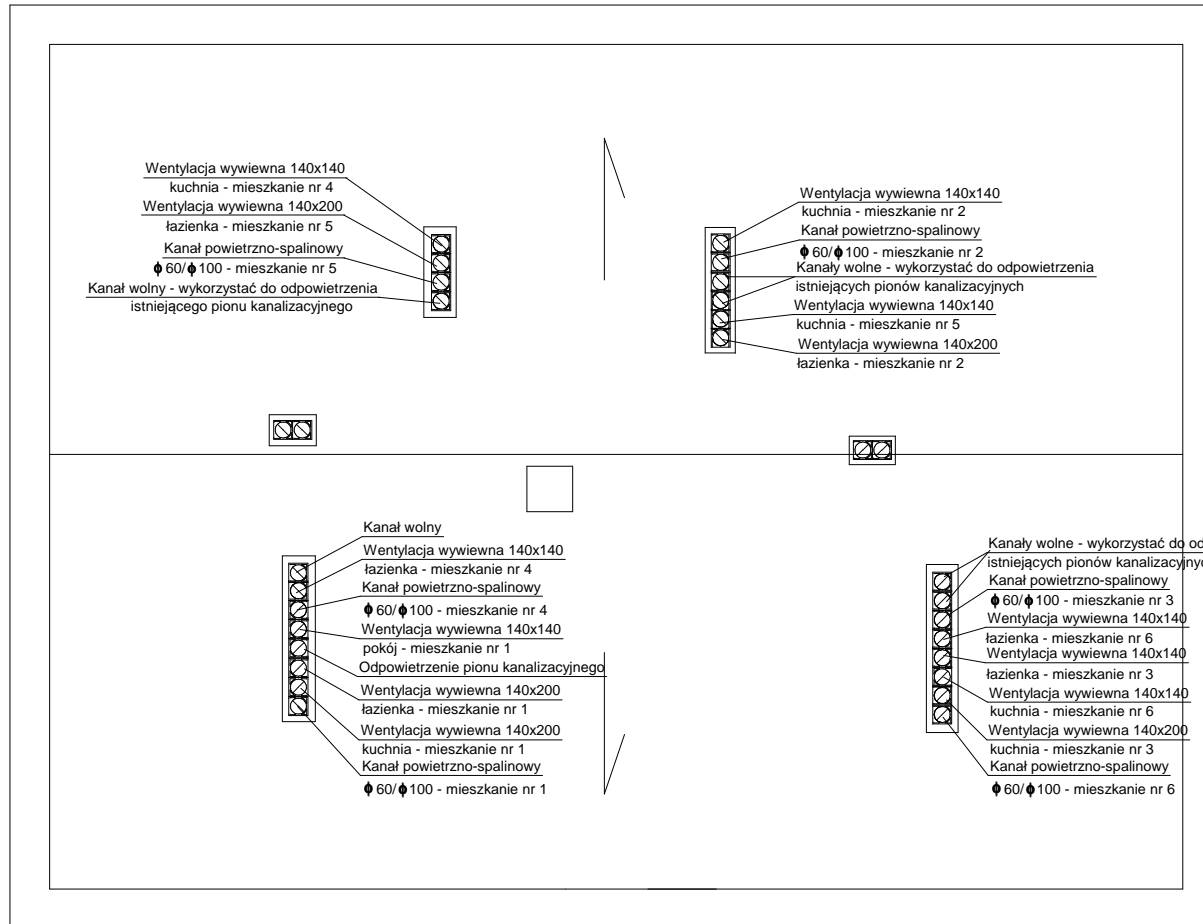 Wentylacja wywiewna 140x140
kuchnia - mieszkanie nr 4
Wentylacja wywiewna 140x200
łazienka - mieszkanie nr 5
Kanał powietrzno-spalinowy
ϕ 60/ϕ 100 - mieszkanie nr 5
Kanał wolny - wykorzystać do odpowietrzenia
istniejącego pionu kanalizacyjnego
Wentylacja wywiewna 140x140
kuchnia - mieszkanie nr 2
Kanał powietrzno-spalinowy
ϕ 60/ϕ 100 - mieszkanie nr 2
Kanały wolne - wykorzystać do odpowietrzenia
istniejących pionów kanalizacyjnych
Wentylacja wywiewna 140x140
kuchnia - mieszkanie nr 5
Wentylacja wywiewna 140x200
łazienka - mieszkanie nr 2
Kanał wolny
Wentylacja wywiewna 140x140
łazienka - mieszkanie nr 4
Kanał powietrzno-spalinowy
ϕ 60/ϕ 100 - mieszkanie nr 4
Wentylacja wywiewna 140x140
pokój - mieszkanie nr 1
Odpowietrzenie pionu kanalizacyjnego
Wentylacja wywiewna 140x200
łazienka - mieszkanie nr 1
Wentylacja wywiewna 140x200
kuchnia - mieszkanie nr 1
Kanał powietrzno-spalinowy
ϕ 60/ϕ 100 - mieszkanie nr 1
Kanały wolne - wykorzystać do od
istniejących pionów kanalizacyjny
Kanał powietrzno-spalinowy
ϕ 60/ϕ 100 - mieszkanie nr 3
Wentylacja wywiewna 140x140
łazienka - mieszkanie nr 6
Wentylacja wywiewna 140x140
łazienka - mieszkanie nr 3
Wentylacja wywiewna 140x140
kuchnia - mieszkanie nr 6
Wentylacja wywiewna 140x200
kuchnia - mieszkanie nr 3
Kanał powietrzno-spalinowy
ϕ 60/ϕ 100 - mieszkanie nr 6